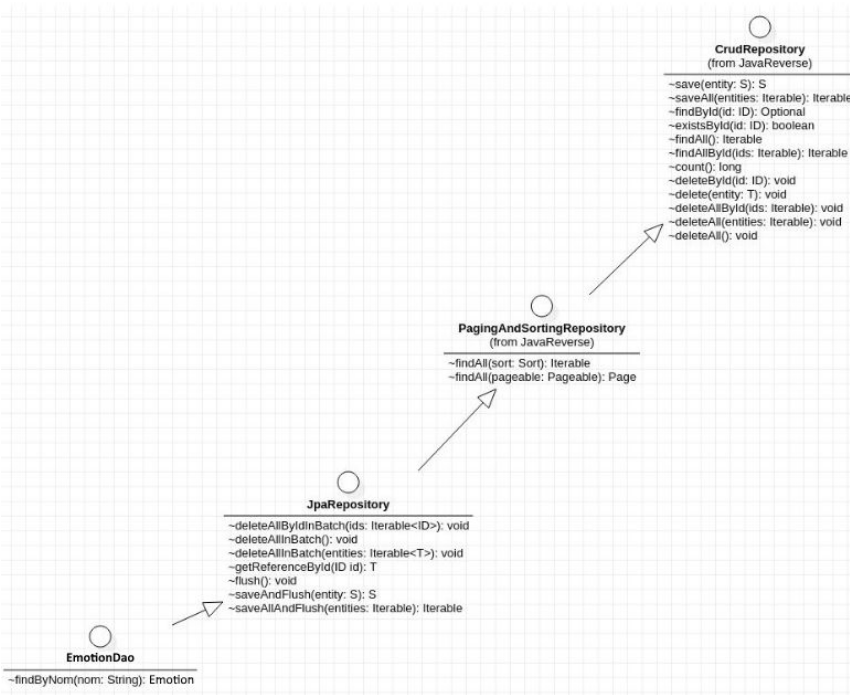 CrudRepository
(from JavaReverse)
~save(entity: S): S
~saveAll(entities: Iterable): Iterable
~findById(id: ID): Optional
~existsById(id: ID): boolean
~findAll(): Iterable
~findAllById(ids: Iterable): Iterable
~count(): long
~deleteById(id: ID): void
~delete(entity: T): void
~deleteAllById(ids: Iterable): void
~deleteAll(entities: Iterable): void
~deleteAll(): void
PagingAndSortingRepository
(from JavaReverse)
~findAll(sort: Sort): Iterable
~findAll(pageable: Pageable): Page
JpaRepository
~deleteAllByIdInBatch(ids: Iterable<ID>): void
~deleteAllInBatch(): void
~deleteAllInBatch(entities: Iterable<T>): void
~getReferenceById(ID id): T
~flush(): void
~saveAndFlush(entity: S): S
~saveAllAndFlush(entities: Iterable): Iterable
EmotionDao
~findByNom(nom: String): Emotion